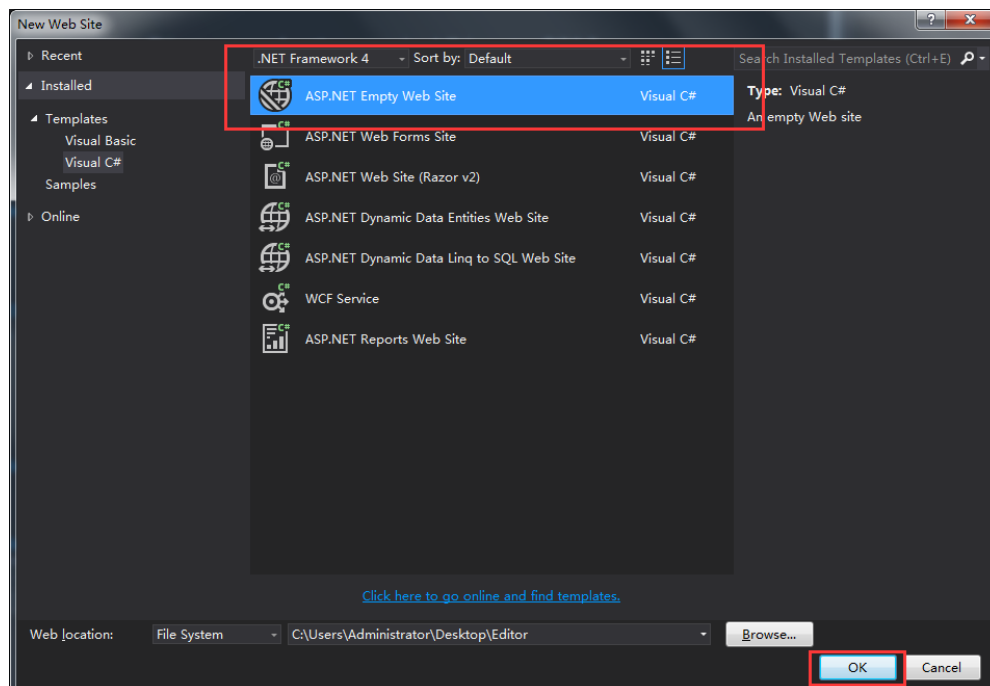 New Web Site
Recent
.NET Framework 4 Sort by: Default Search Installed Templates (Ctrl+E)
Installed
Templates
Visual Basic
Visual C#
Samples
Online
ASP.NET Empty Web Site Visual C#
ASP.NET Web Forms Site Visual C#
ASP.NET Web Site (Razor v2) Visual C#
ASP.NET Dynamic Data Entities Web Site Visual C#
ASP.NET Dynamic Data Linq to SQL Web Site Visual C#
WCF Service Visual C#
ASP.NET Reports Web Site Visual C#
Type: Visual C#
An empty Web site
Click here to go online and find templates.
Web location: File System C:\Users\Administrator\Desktop\Editor Browse...
OK Cancel